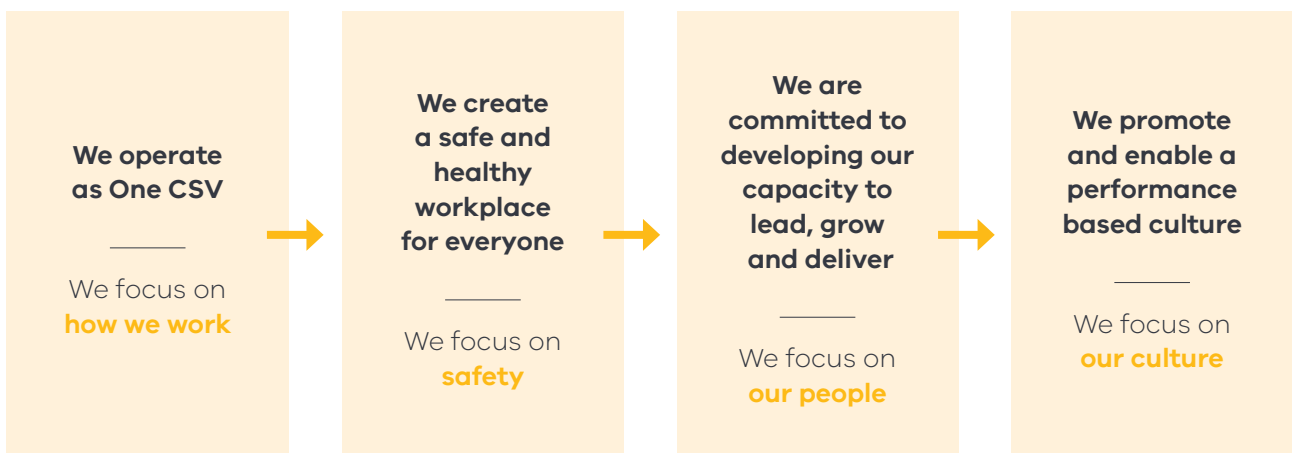 We operate
as One CSV
We focus on
how we work
We create
a safe and
healthy
workplace
for everyone
We focus on
safety
We are
committed to
developing our
capacity to
lead, grow
and deliver
We focus on
our people
We promote
and enable a
performance
based culture
We focus on
our culture